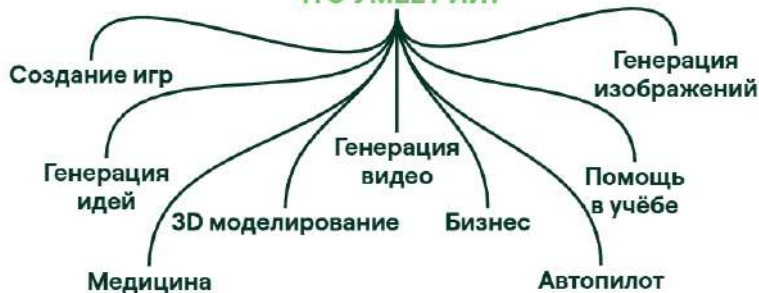 Создание игр
Генерация
изображений
Генерация
идей
Генерация
видео
Помощь
в учёбе
3D моделирование
Бизнес
Медицина
Автопилот